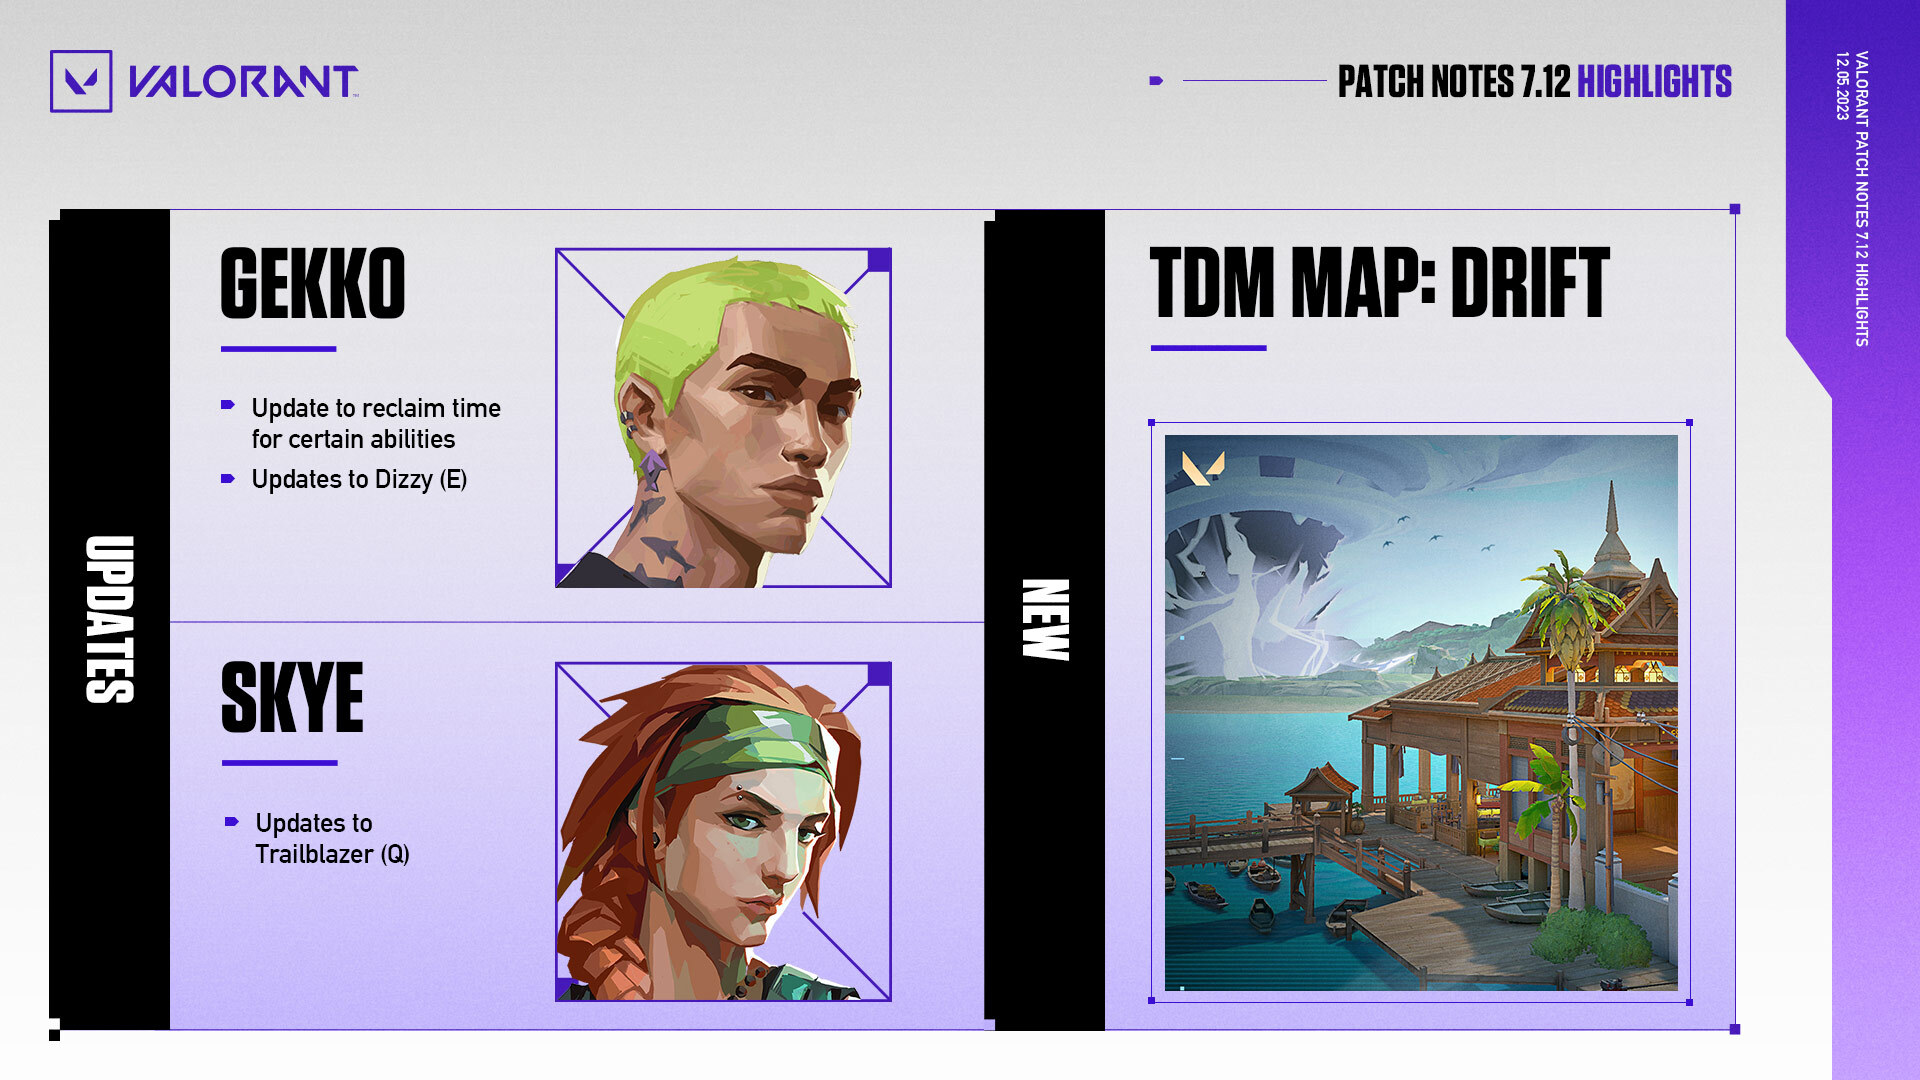 VALORANT
PATCH NOTES 7.12 HIGHLIGHTS
VALORANT PATCH NOTES 7.12 HIGHLIGHTS
12.05.2023
UPDATES
GEKKO
Update to reclaim time
for certain abilities
Updates to Dizzy (E)
SKYE
Updates to
Trailblazer (Q)
NEW
TDM MAP: DRIFT